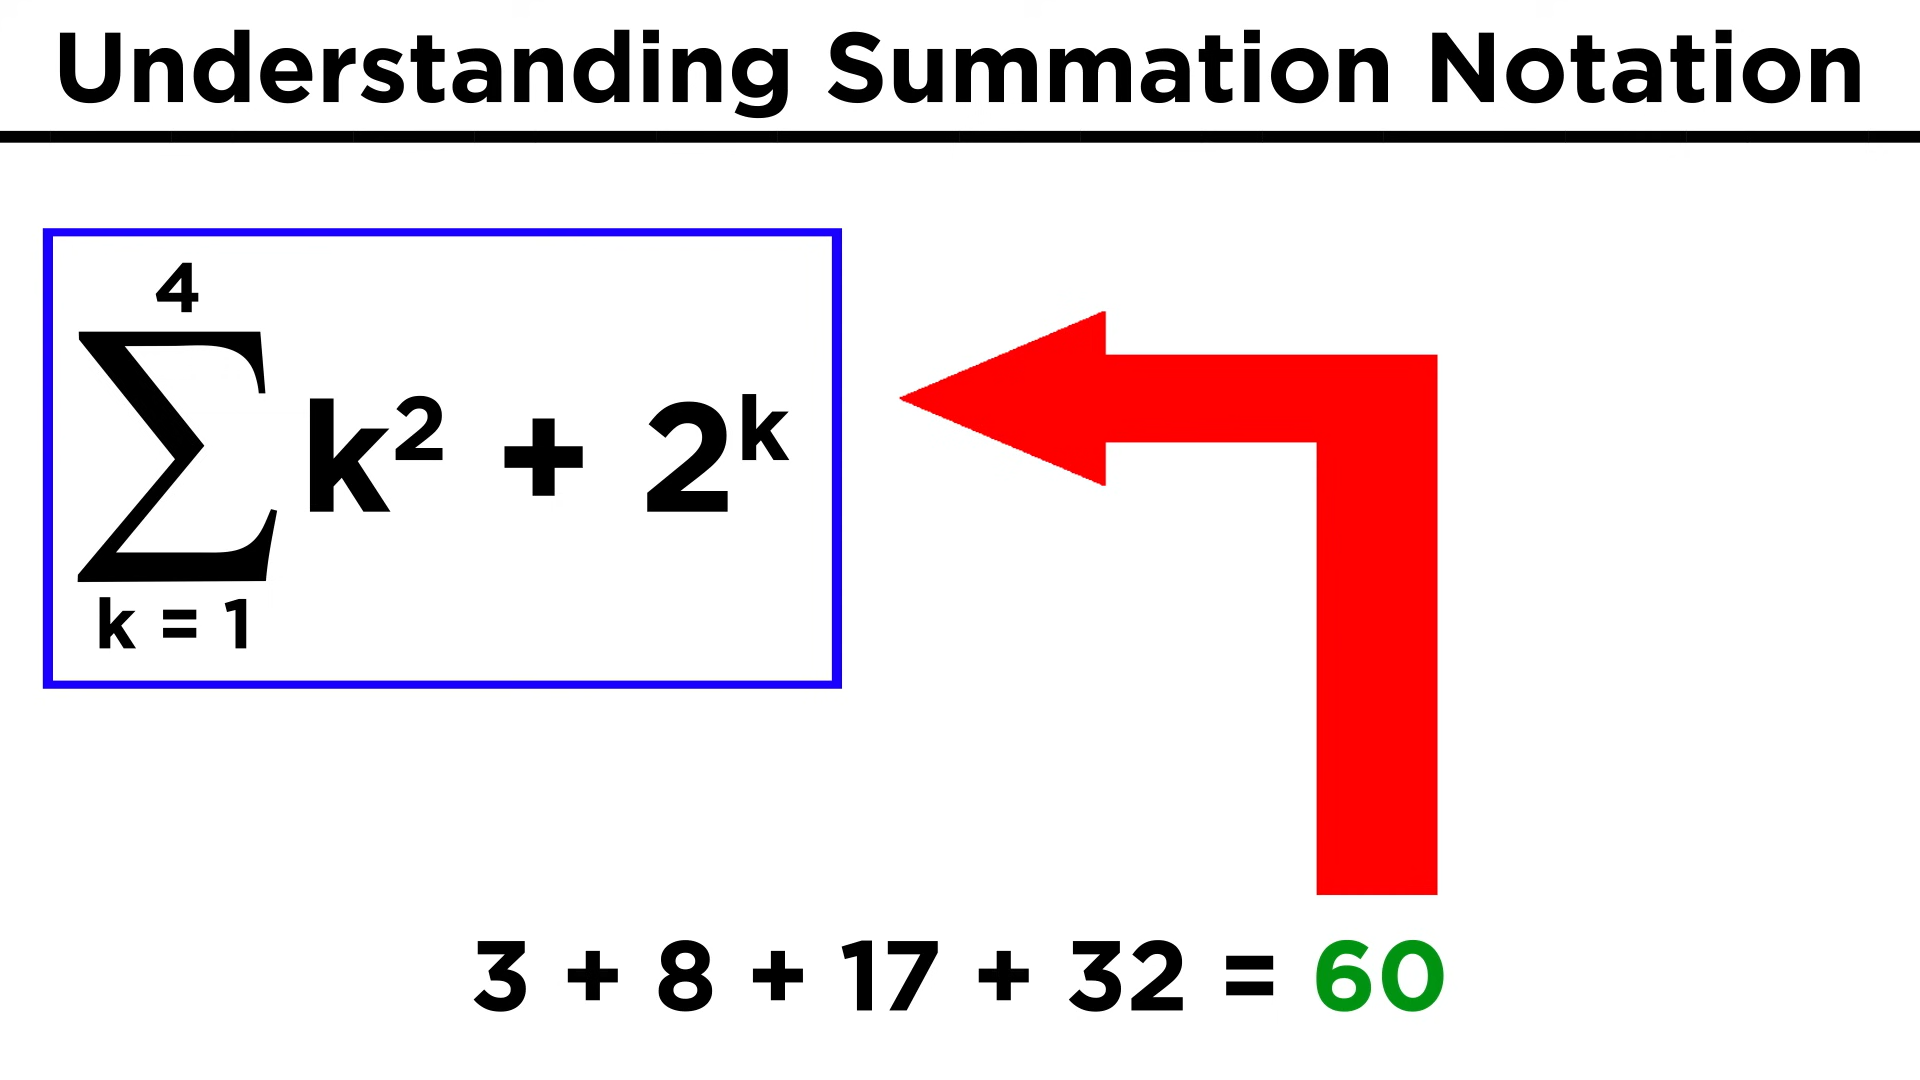 Understanding Summation Notation
4
∑ k² + 2ᵏ
k = 1
3 + 8 + 17 + 32 = 60